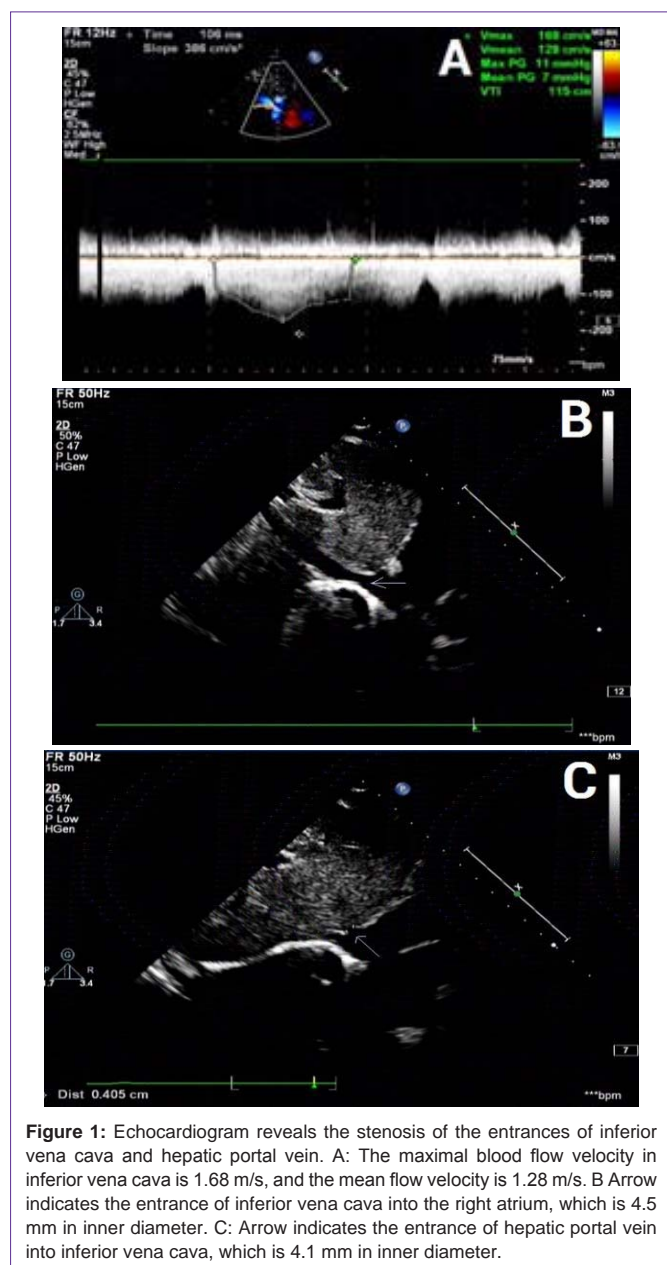 FR 12Hz
15cm
2D
45%
C 47
P Low
HGen
CF
62%
2.5MHz
WF High
Med
Time 106 ms
Slope 386 cm/s²
A
Vmax 168 cm/s
Vmean 128 cm/s
Max PG 11 mmHg
Mean PG 7 mmHg
VTI 115 cm
200
100
cm/s
-100
-200
75mm/s
bpm
FR 50Hz
15cm
2D
50%
C 47
P Low
HGen
B
M3
P
G
P R
1.7 3.4
12
***bpm
FR 50Hz
15cm
2D
45%
C 47
P Low
HGen
C
M3
P
G
P R
1.7 3.4
7
Dist 0.405 cm
***bpm
Figure 1: Echocardiogram reveals the stenosis of the entrances of inferior
vena cava and hepatic portal vein. A: The maximal blood flow velocity in
inferior vena cava is 1.68 m/s, and the mean flow velocity is 1.28 m/s. B Arrow
indicates the entrance of inferior vena cava into the right atrium, which is 4.5
mm in inner diameter. C: Arrow indicates the entrance of hepatic portal vein
into inferior vena cava, which is 4.1 mm in inner diameter.